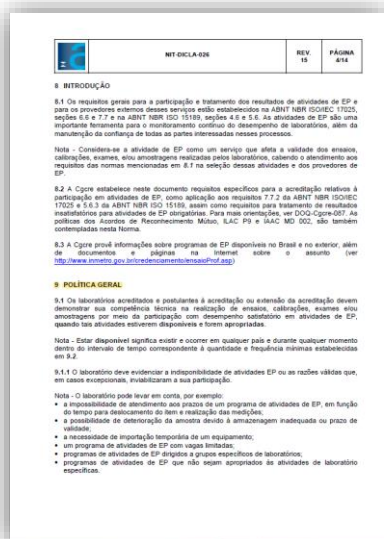 NIT-DICLA-026
REV.
15
PÁGINA
4/14
8 INTRODUÇÃO
8.1 Os requisitos gerais para a participação e tratamento dos resultados de atividades de EP e
para os provedores externos desses serviços estão estabelecidos na ABNT NBR ISO/IEC 17025,
seções 6.6 e 7.7 e na ABNT NBR ISO 15189, seções 4.6 e 5.6. As atividades de EP são uma
importante ferramenta para o monitoramento contínuo do desempenho de laboratórios, além da
manutenção da confiança de todas as partes interessadas nesses processos.
Nota - Considera-se a atividade de EP como um serviço que afeta a validade dos ensaios,
calibrações, exames, e/ou amostragens realizadas pelos laboratórios, cabendo o atendimento aos
requisitos das normas mencionadas em 8.1 na seleção dessas atividades e dos provedores de
EP.
8.2 A Cgcre estabelece neste documento requisitos específicos para a acreditação relativos à
participação em atividades de EP, como aplicação aos requisitos 7.7.2 da ABNT NBR ISO/IEC
17025 e 5.6.3 da ABNT NBR ISO 15189, assim como requisitos para tratamento de resultados
insatisfatórios para atividades de EP obrigatórias. Para mais orientações, ver DOQ-Cgcre-087. As
políticas dos Acordos de Reconhecimento Mútuo, ILAC P9 e IAAC MD 002, são também
contempladas nesta Norma.
8.3 A Cgcre provê informações sobre programas de EP disponíveis no Brasil e no exterior, além
de documentos e páginas na Internet sobre o assunto (ver
http://www.inmetro.gov.br/credenciamento/ensaioProf.asp)
9 POLÍTICA GERAL
9.1 Os laboratórios acreditados e postulantes à acreditação ou extensão da acreditação devem
demonstrar sua competência técnica na realização de ensaios, calibrações, exames e/ou
amostragens por meio da participação com desempenho satisfatório em atividades de EP,
quando tais atividades estiverem disponíveis e forem apropriadas.
Nota - Estar disponível significa existir e ocorrer em qualquer país e durante qualquer momento
dentro do intervalo de tempo correspondente à quantidade e frequência mínimas estabelecidas
em 9.2.
9.1.1 O laboratório deve evidenciar a indisponibilidade de atividades EP ou as razões válidas que,
em casos excepcionais, inviabilizaram a sua participação.
Nota - O laboratório pode levar em conta, por exemplo:
• a impossibilidade de atendimento aos prazos de um programa de atividades de EP, em função
do tempo para deslocamento do item e realização das medições;
• a possibilidade de deterioração da amostra devido à armazenagem inadequada ou prazo de
validade;
• a necessidade de importação temporária de um equipamento;
• um programa de atividades de EP com vagas limitadas;
• programas de atividades de EP dirigidos a grupos específicos de laboratórios;
• programas de atividades de EP que não sejam apropriados às atividades de laboratório
específicas.